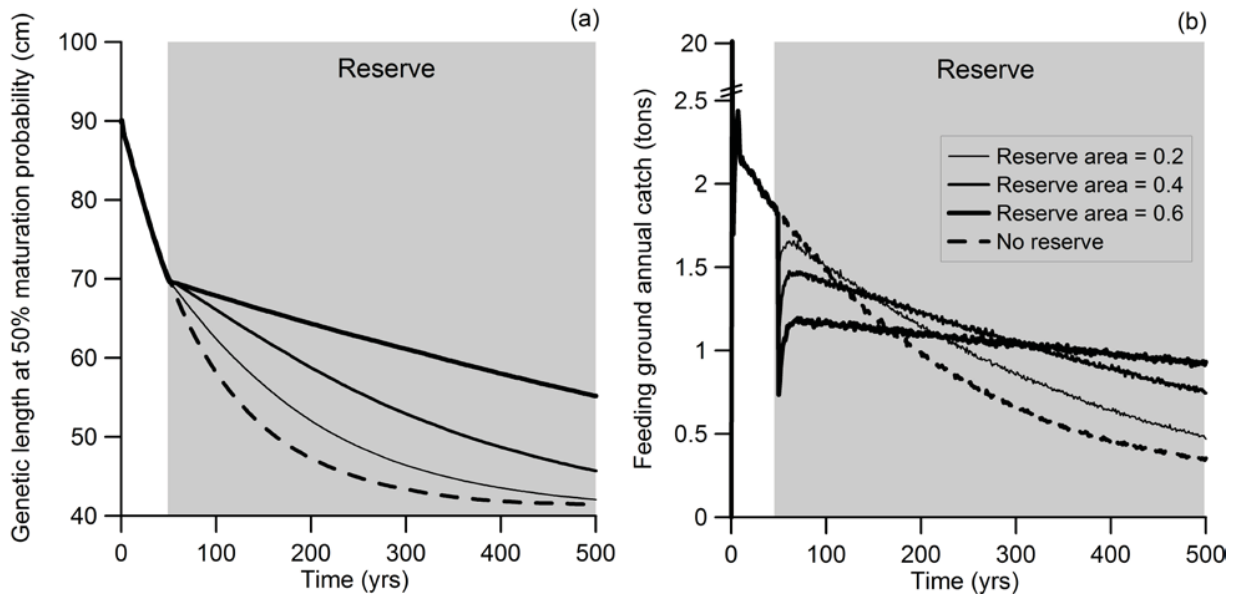 (a)
Genetic length at 50% maturation probability (cm)
100
90
80
70
60
50
40
Reserve
0 100 200 300 400 500
Time (yrs)
(b)
Feeding ground annual catch (tons)
20
2.5
2
1.5
1
0.5
0
Reserve
Reserve area = 0.2
Reserve area = 0.4
Reserve area = 0.6
No reserve
0 100 200 300 400 500
Time (yrs)